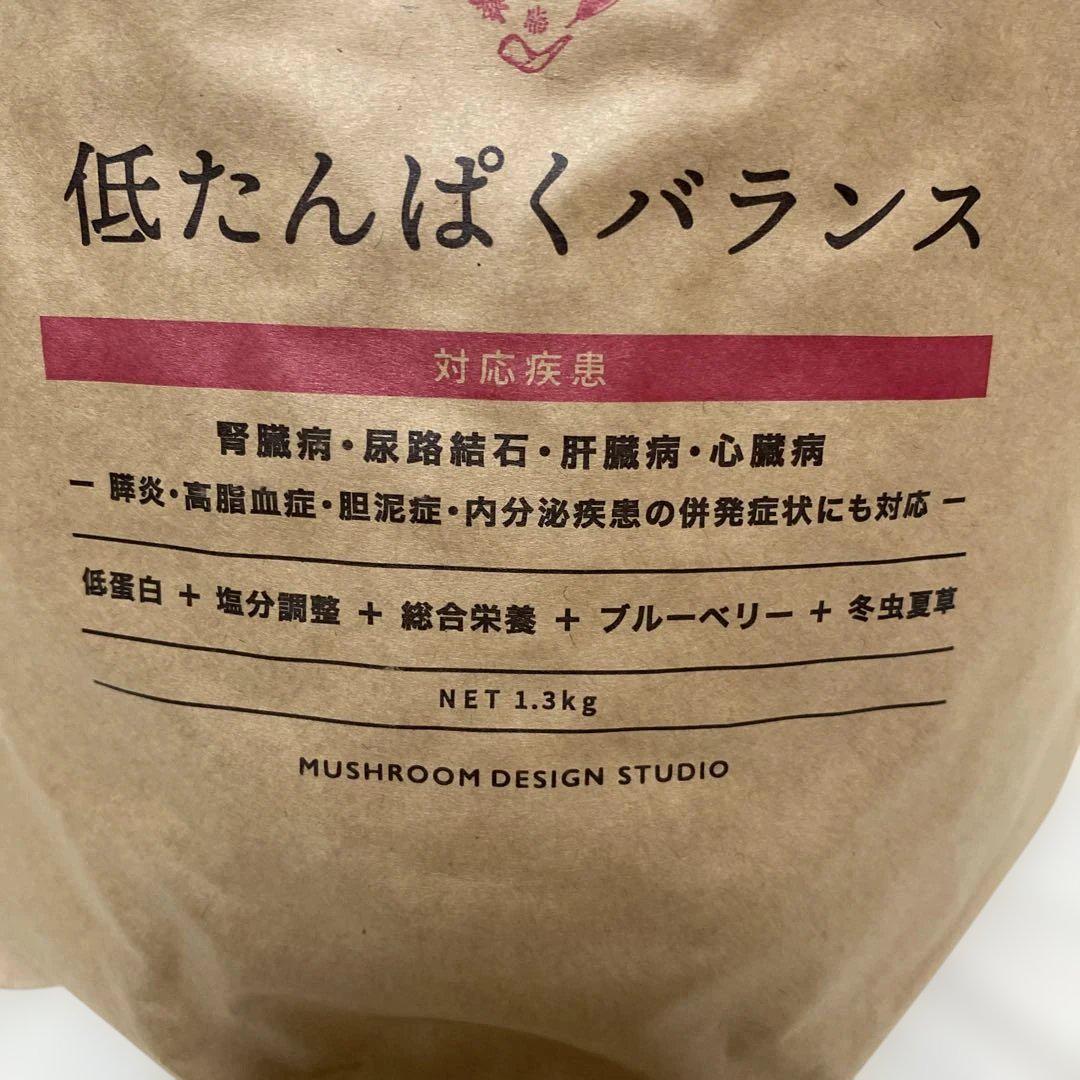 低たんぱくバランス
対応疾患
腎臓病・尿路結石・肝臓病・心臓病
— 膵炎・高脂血症・胆泥症・内分泌疾患の併発症状にも対応 —
低蛋白 + 塩分調整 + 総合栄養 + ブルーベリー + 冬虫夏草
NET 1.3kg
MUSHROOM DESIGN STUDIO